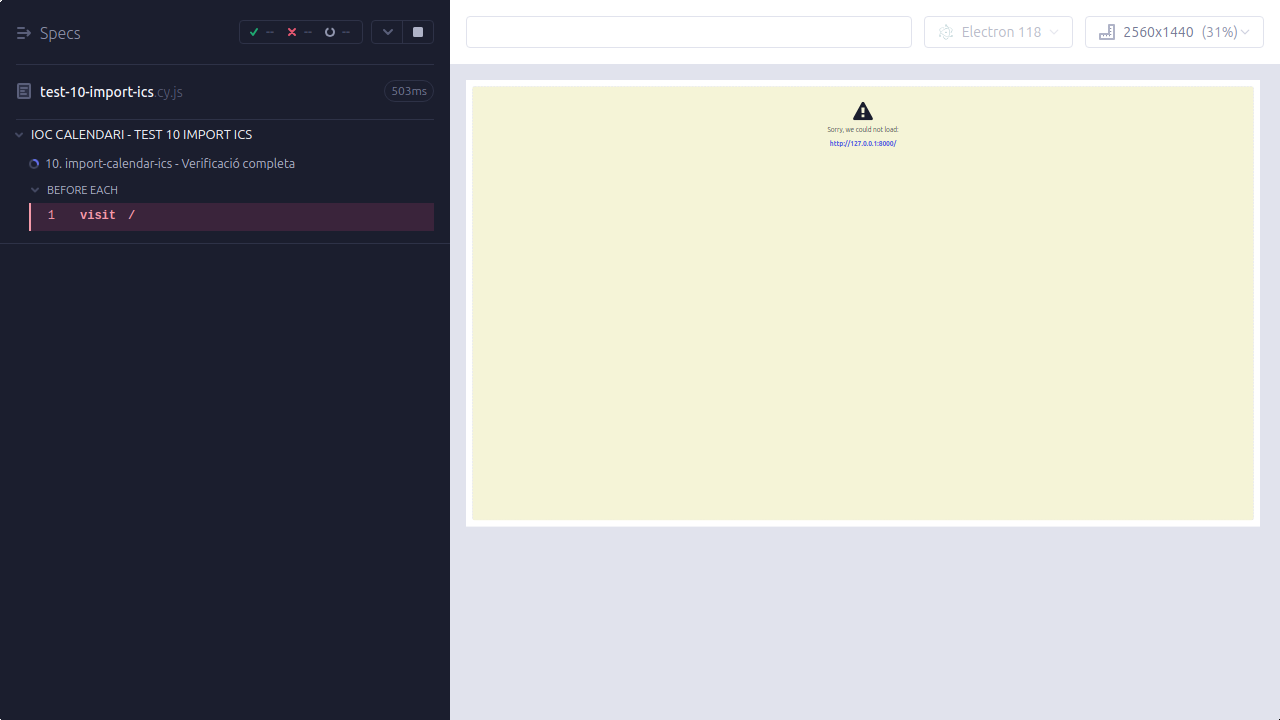 Specs
-- -- --
test-10-import-ics.cy.js
503ms
IOC CALENDARI - TEST 10 IMPORT ICS
10. import-calendar-ics - Verificació completa
BEFORE EACH
1 visit /
Electron 118
2560x1440 (31%)
Sorry, we could not load:
http://127.0.0.1:8000/